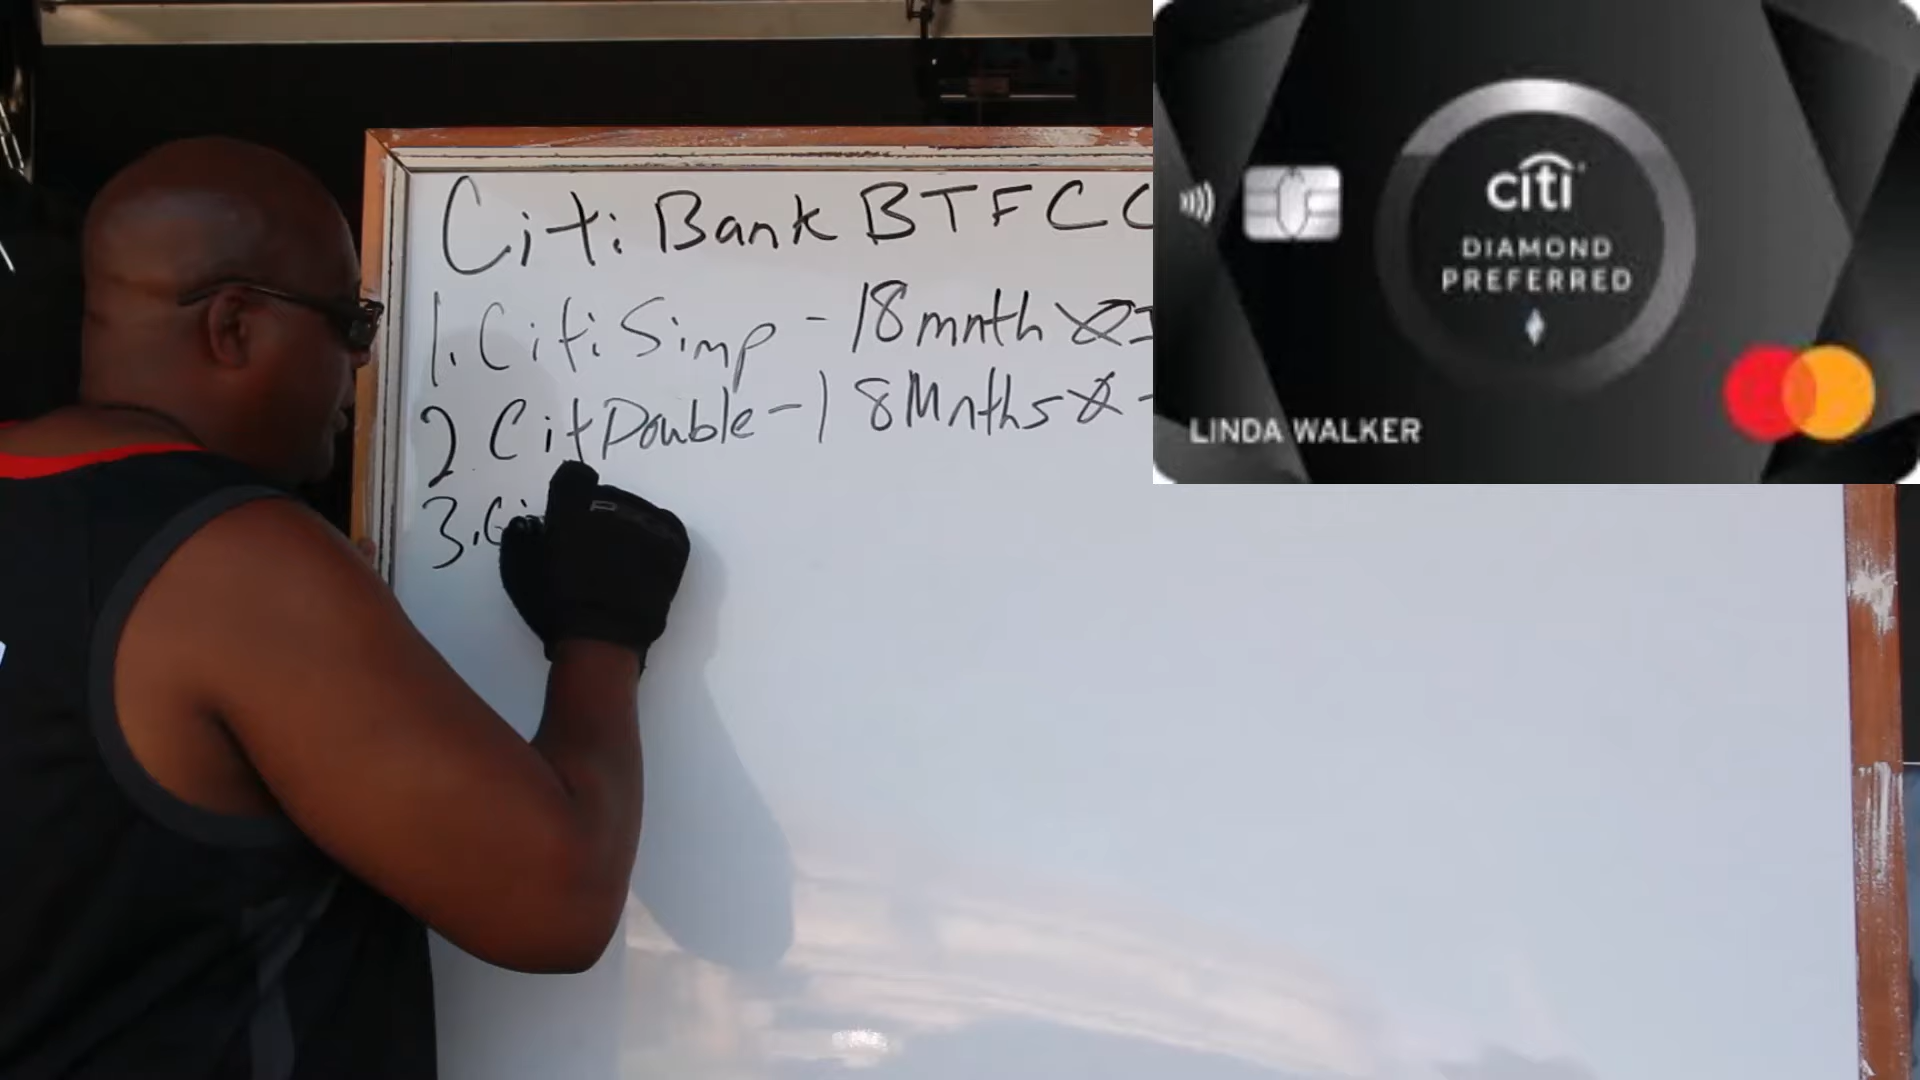 Citi Bank BTFCC
1. Citi Simp - 18 mnth
2. Cit Double - 18 Mnths
3. Ci
citi
DIAMOND
PREFERRED
LINDA WALKER